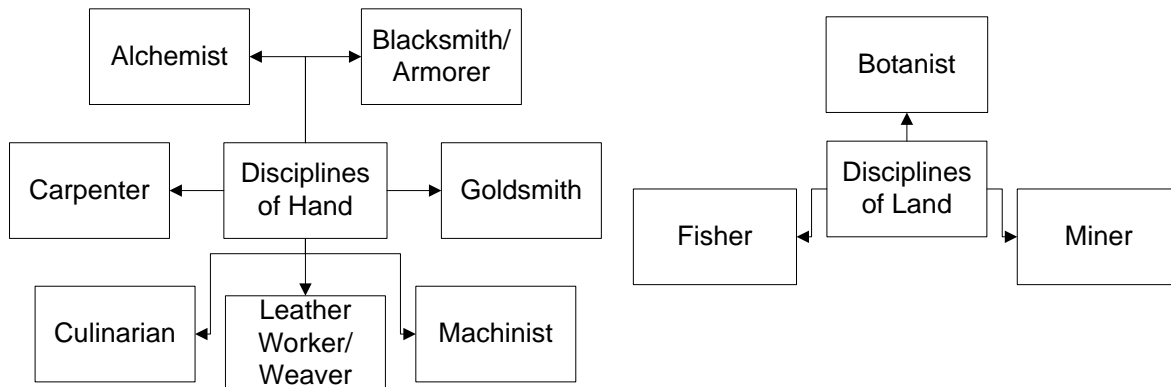 Alchemist
Blacksmith/
Armorer
Carpenter
Disciplines
of Hand
Goldsmith
Culinarian
Leather
Worker/
Weaver
Machinist
Botanist
Disciplines
of Land
Fisher
Miner